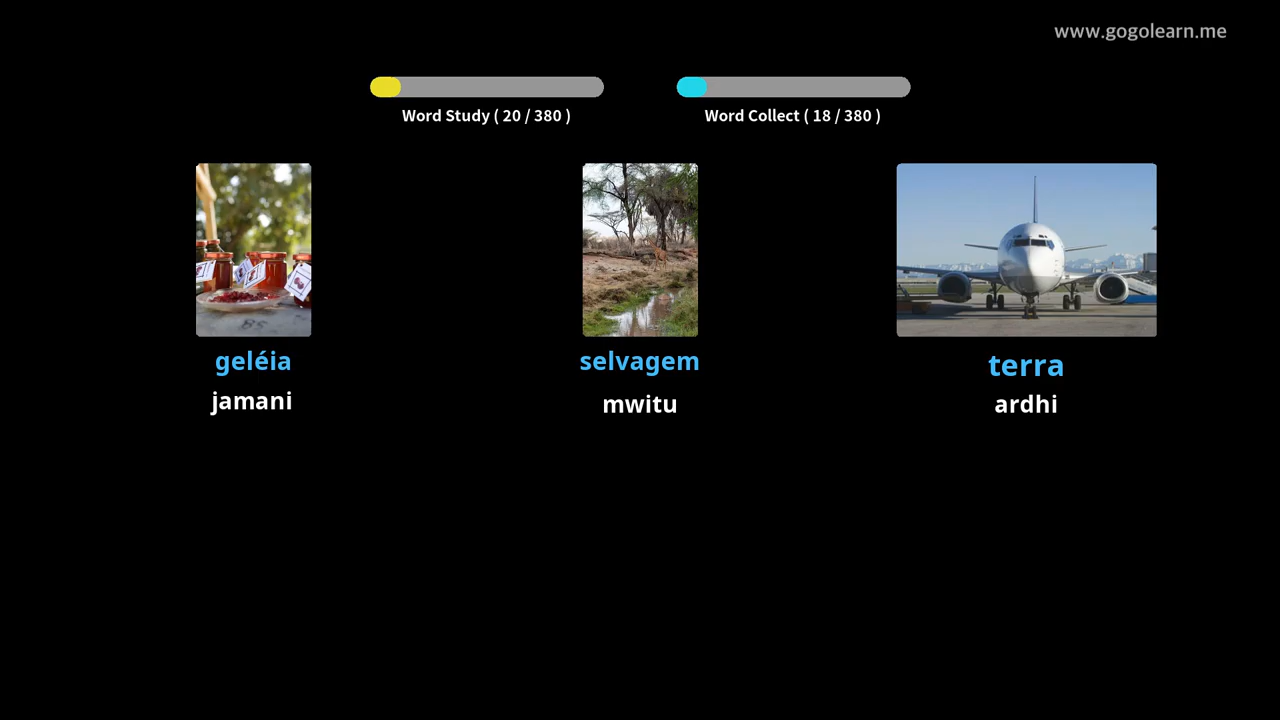 www.gogolearn.me
Word Study ( 20 / 380 )
Word Collect ( 18 / 380 )
geléia
selvagem
terra
jamani
mwitu
ardhi